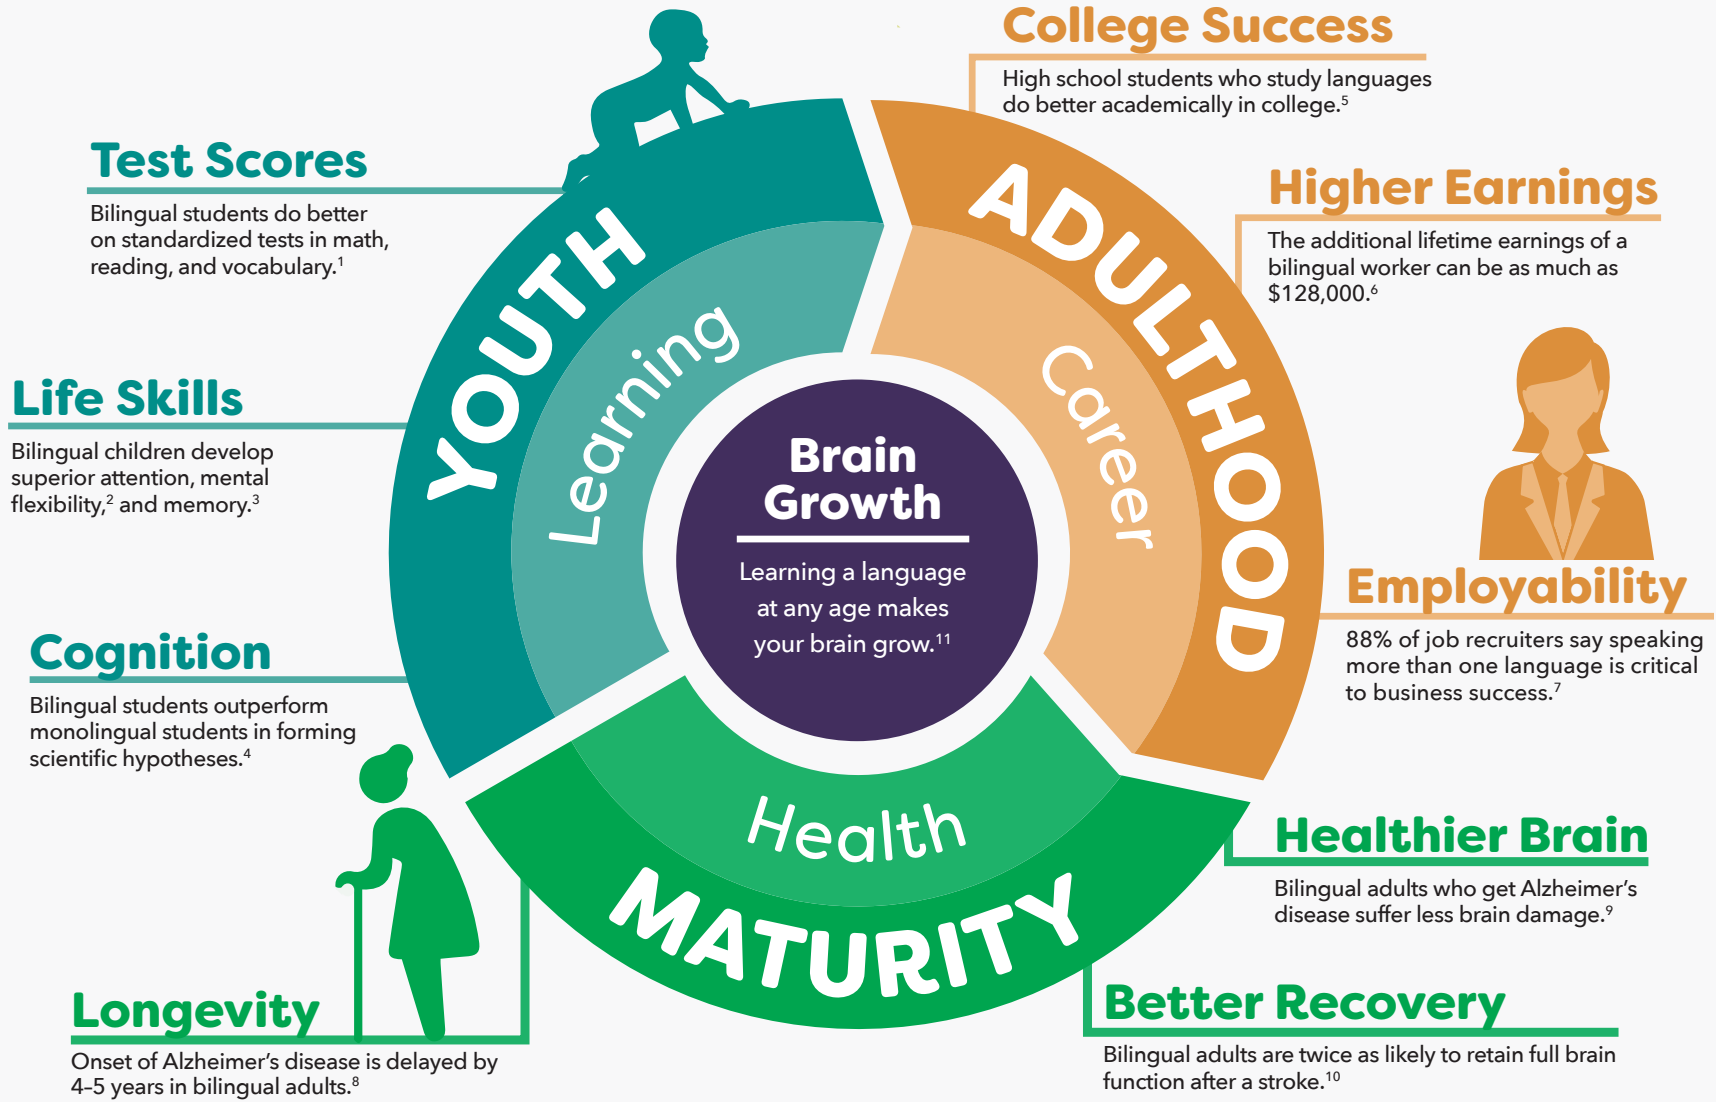 Test Scores
Bilingual students do better
on standardized tests in math,
reading, and vocabulary.¹
Life Skills
Bilingual children develop
superior attention, mental
flexibility,² and memory.³
Cognition
Bilingual students outperform
monolingual students in forming
scientific hypotheses.⁴
YOUTH
Learning
College Success
High school students who study languages
do better academically in college.⁵
Higher Earnings
The additional lifetime earnings of a
bilingual worker can be as much as
$128,000.⁶
Employability
88% of job recruiters say speaking
more than one language is critical
to business success.⁷
ADULTHOOD
Career
Brain
Growth
Learning a language
at any age makes
your brain grow.¹¹
Health
MATURITY
Longevity
Onset of Alzheimer’s disease is delayed by
4–5 years in bilingual adults.⁸
Healthier Brain
Bilingual adults who get Alzheimer’s
disease suffer less brain damage.⁹
Better Recovery
Bilingual adults are twice as likely to retain full brain
function after a stroke.¹⁰